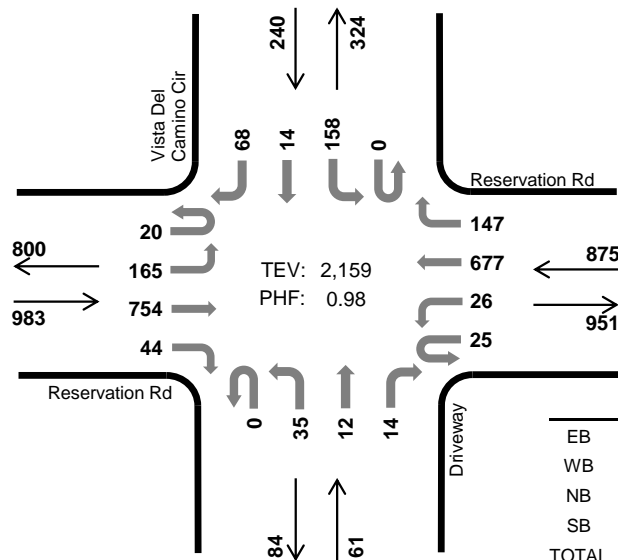 240
324
Vista Del
Camino Cir
68
14
158
0
Reservation Rd
20
147
800
165
TEV: 2,159
677
875
983
754
PHF: 0.98
26
951
44
25
Reservation Rd
0
35
12
14
Driveway
EB
WB
NB
SB
TOTAL
84
61